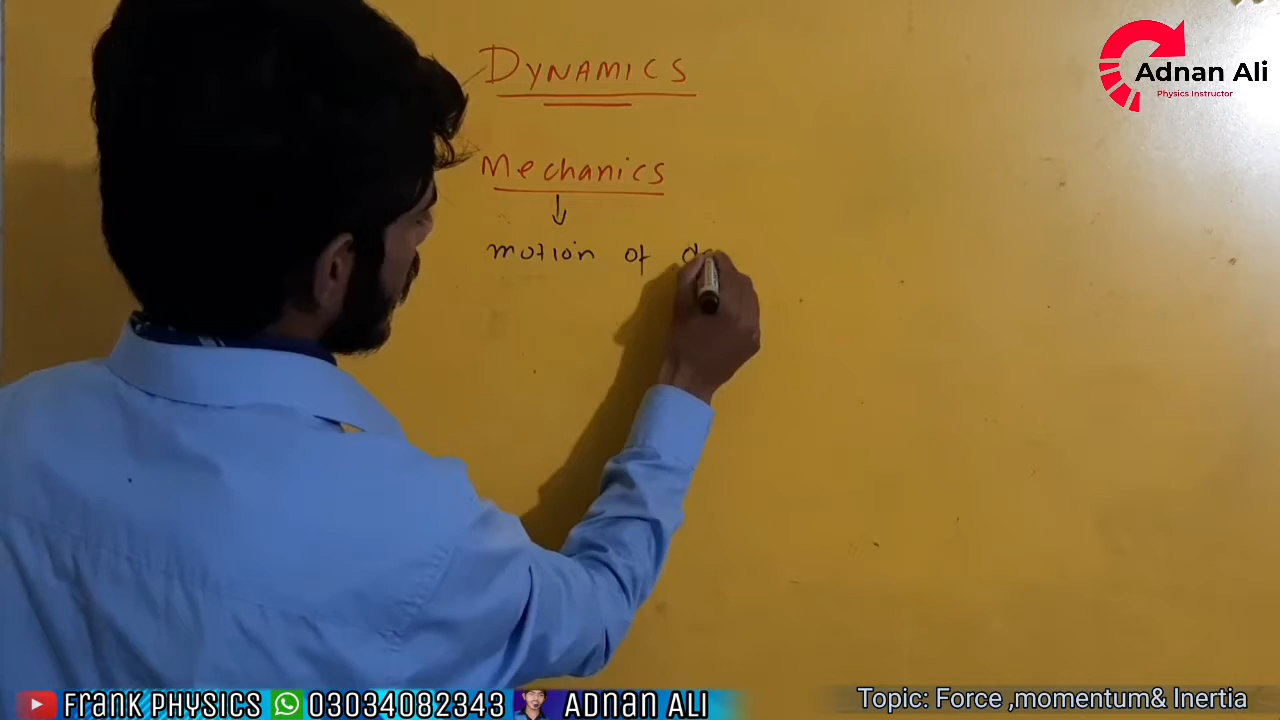 DYNAMICS
Adnan Ali
Physics Instructor
Mechanics
motion of
Frank Physics 03034082343 Adnan Ali
Topic: Force ,momentum& Inertia